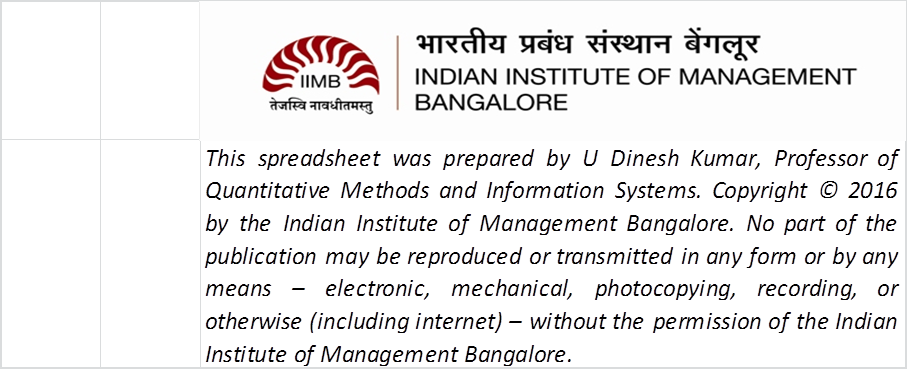 भारतीय प्रबंध संस्थान बेंगलूर
INDIAN INSTITUTE OF MANAGEMENT
BANGALORE
IIMB
तेजस्वि नावधीतमस्तु
This spreadsheet was prepared by U Dinesh Kumar, Professor of
Quantitative Methods and Information Systems. Copyright © 2016
by the Indian Institute of Management Bangalore. No part of the
publication may be reproduced or transmitted in any form or by any
means – electronic, mechanical, photocopying, recording, or
otherwise (including internet) – without the permission of the Indian
Institute of Management Bangalore.